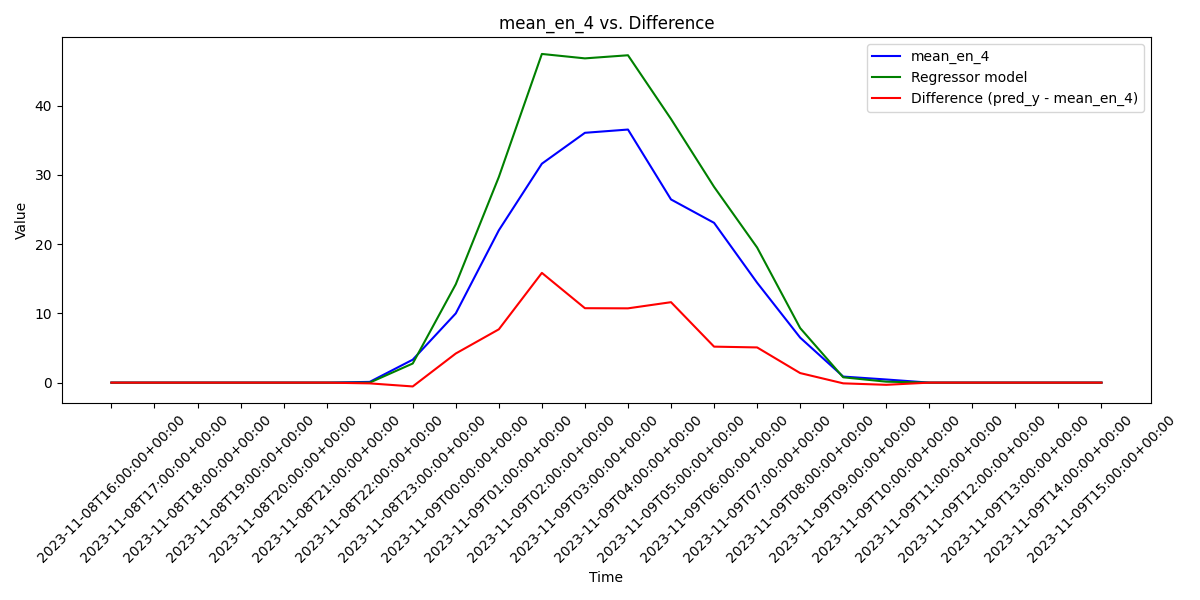 mean_en_4 vs. Difference
mean_en_4
Regressor model
Difference (pred_y - mean_en_4)
Value
40
30
20
10
0
2023-11-08T16:00:00+00:00
2023-11-08T17:00:00+00:00
2023-11-08T18:00:00+00:00
2023-11-08T19:00:00+00:00
2023-11-08T20:00:00+00:00
2023-11-08T21:00:00+00:00
2023-11-08T22:00:00+00:00
2023-11-08T23:00:00+00:00
2023-11-09T00:00:00+00:00
2023-11-09T01:00:00+00:00
2023-11-09T02:00:00+00:00
2023-11-09T03:00:00+00:00
2023-11-09T04:00:00+00:00
2023-11-09T05:00:00+00:00
2023-11-09T06:00:00+00:00
2023-11-09T07:00:00+00:00
2023-11-09T08:00:00+00:00
2023-11-09T09:00:00+00:00
2023-11-09T10:00:00+00:00
2023-11-09T11:00:00+00:00
2023-11-09T12:00:00+00:00
2023-11-09T13:00:00+00:00
2023-11-09T14:00:00+00:00
2023-11-09T15:00:00+00:00
Time